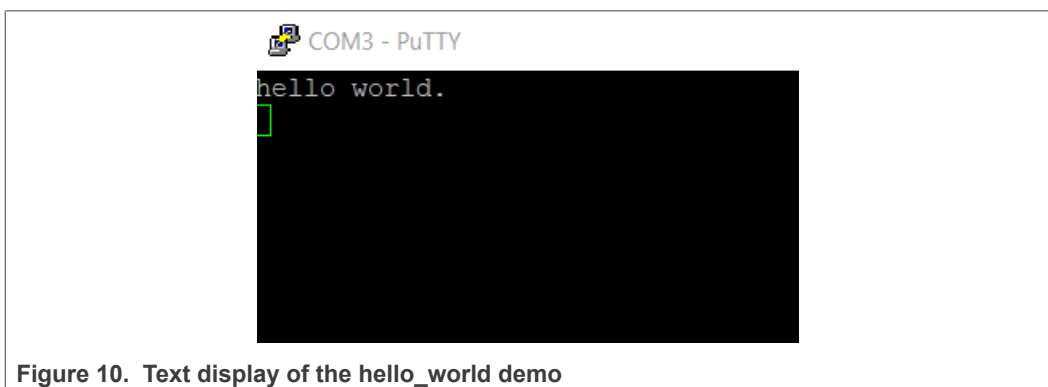 COM3 - PuTTY
hello world.
Figure 10. Text display of the hello_world demo